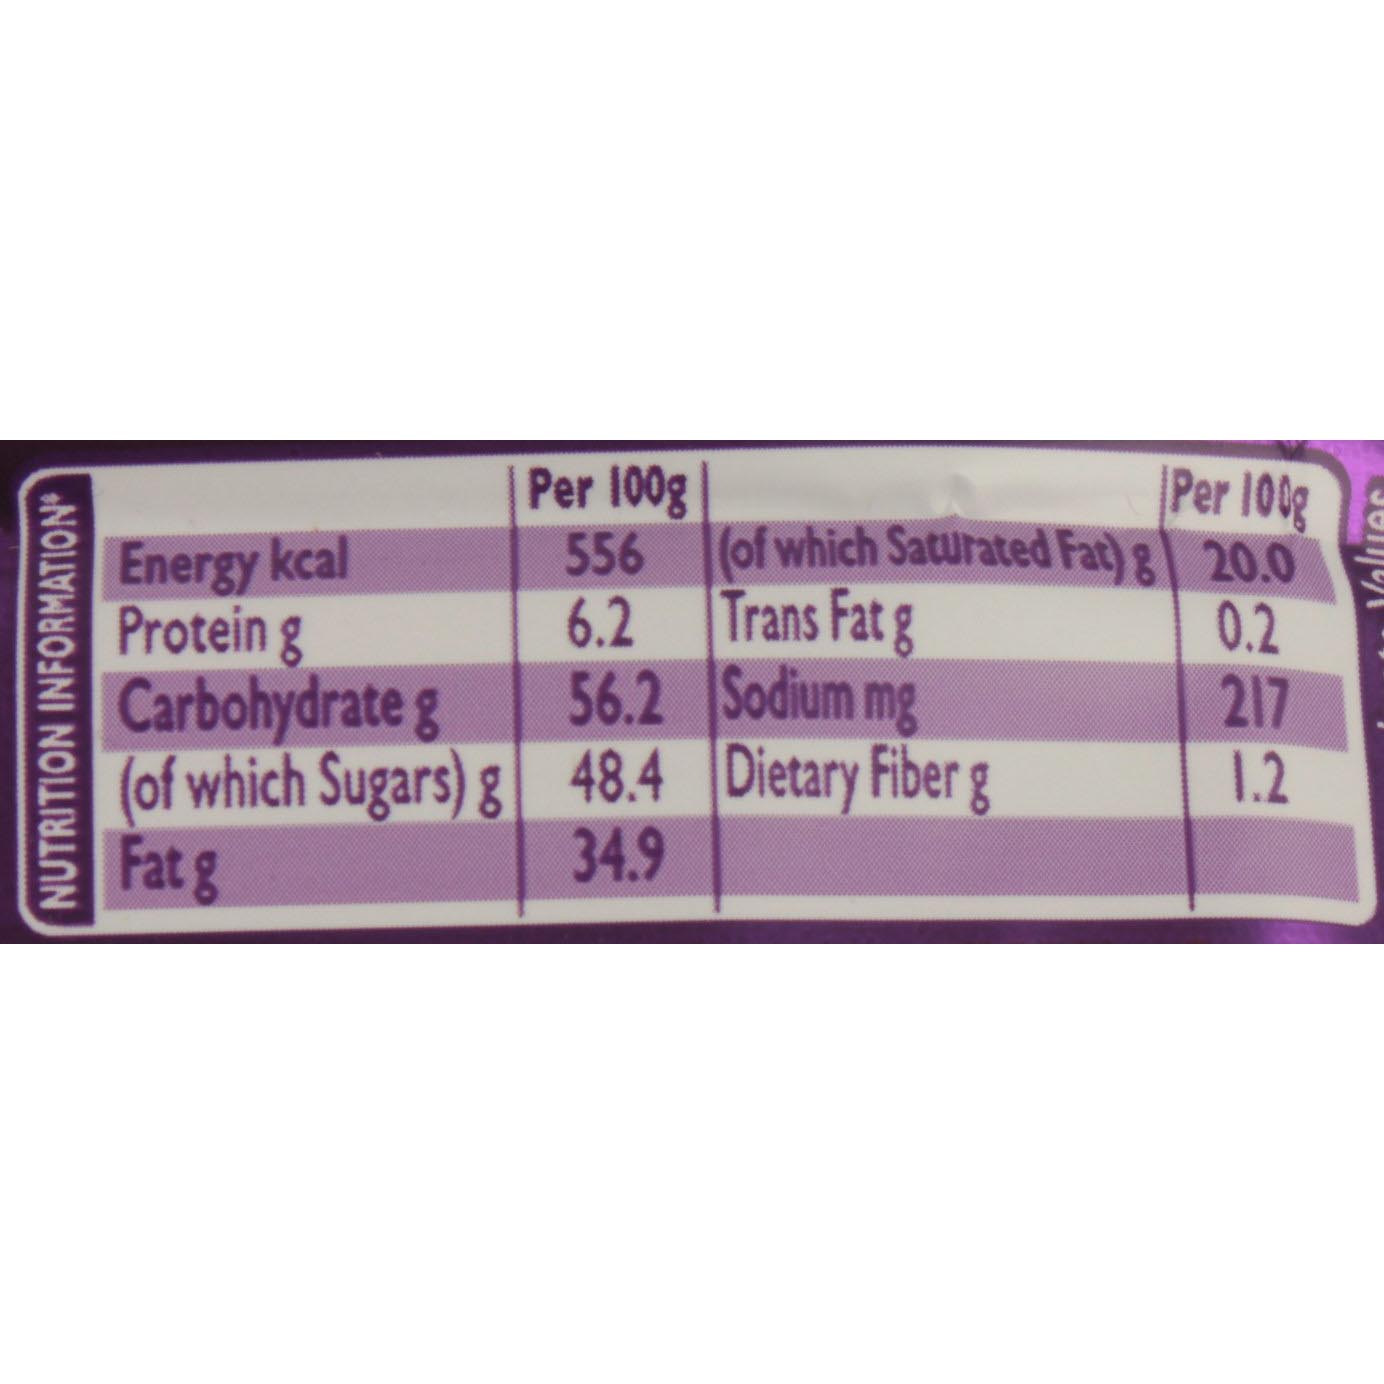 NUTRITION INFORMATION*
Per 100g
Energy kcal 556
Protein g 6.2
Carbohydrate g 56.2
(of which Sugars) g 48.4
Fat g 34.9
Per 100g
(of which Saturated Fat) g 20.0
Trans Fat g 0.2
Sodium mg 217
Dietary Fiber g 1.2
Values